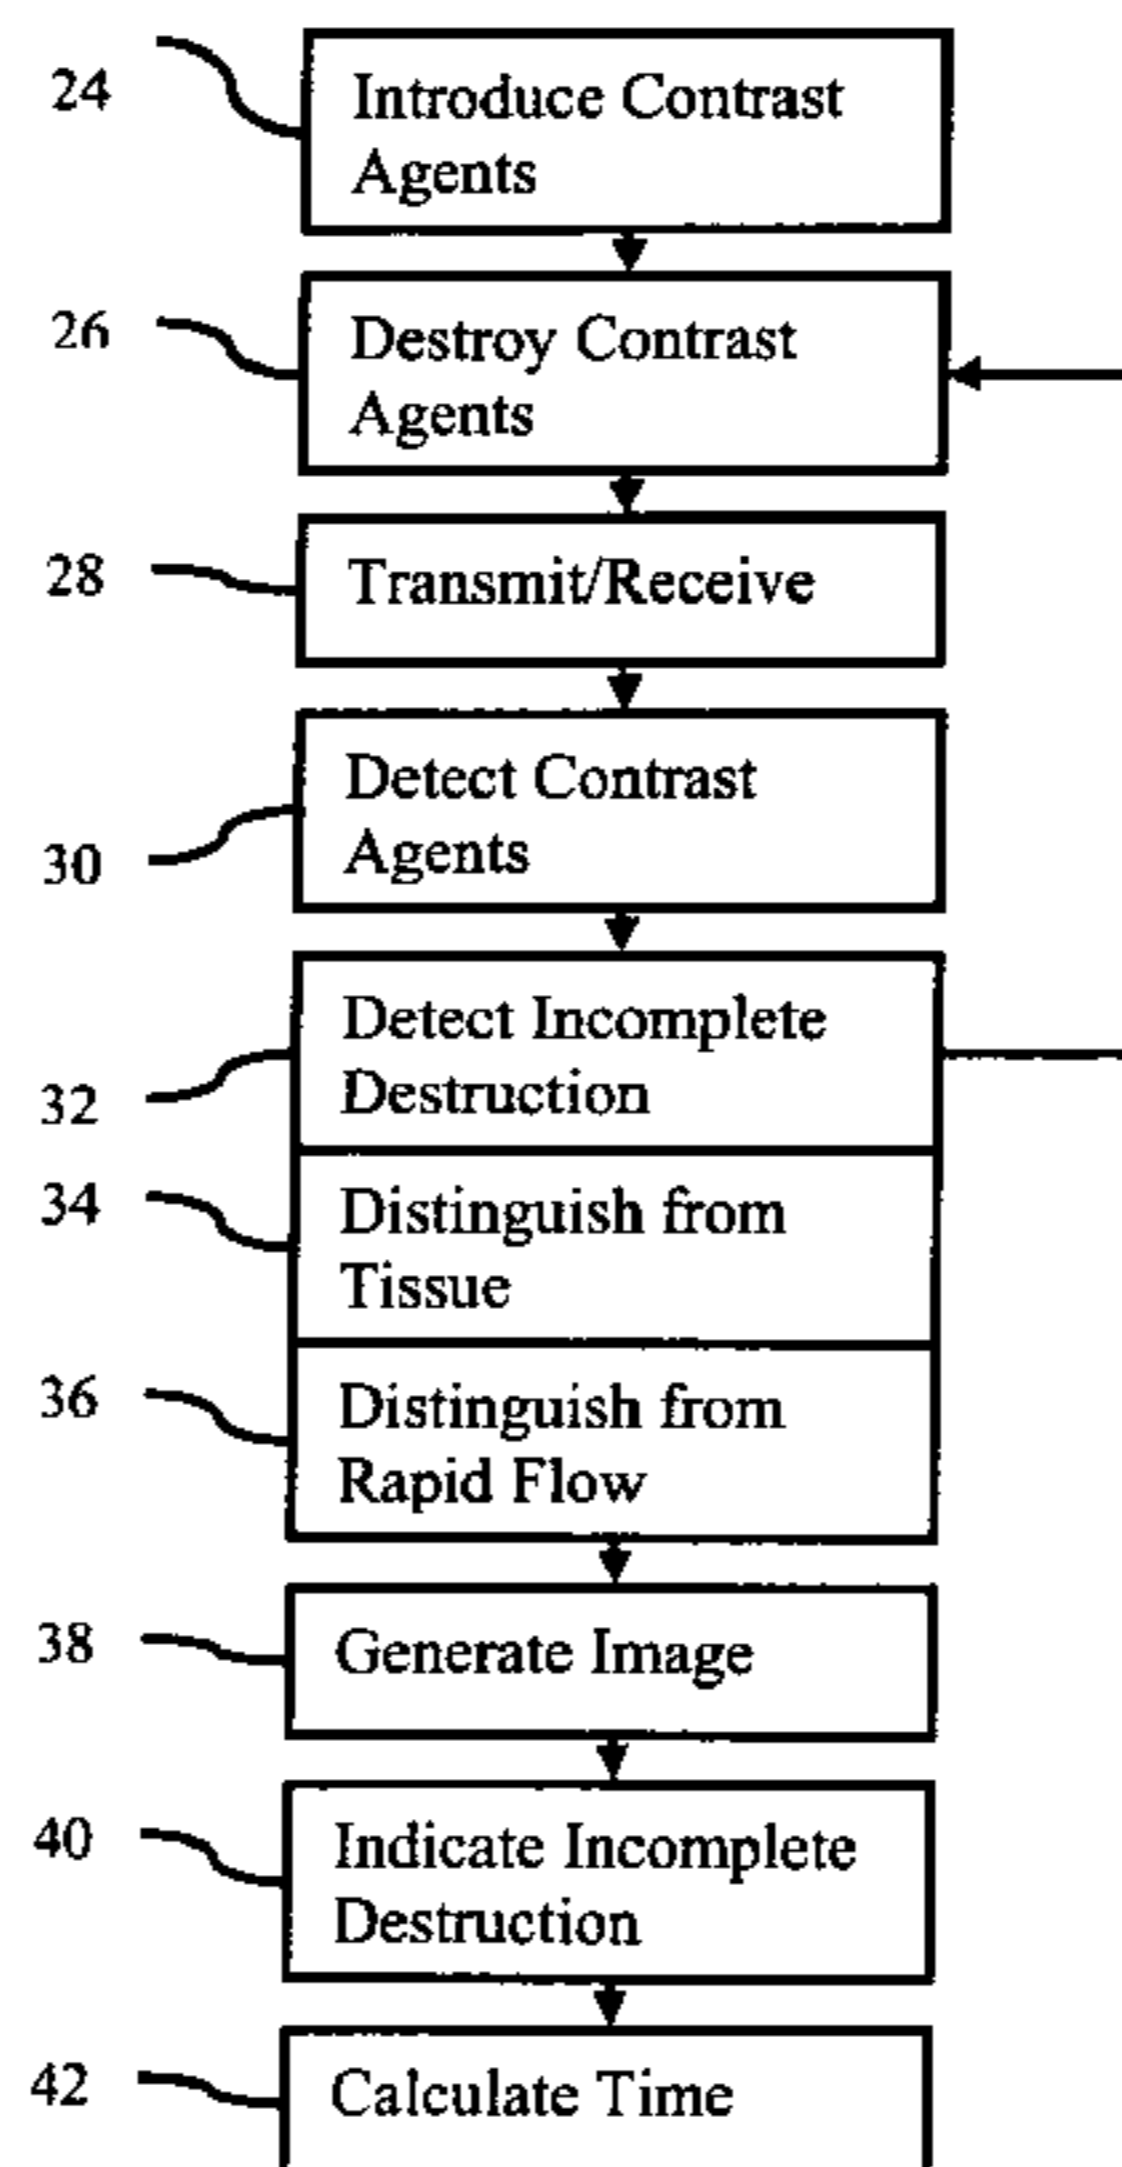 24
Introduce Contrast
Agents
26
Destroy Contrast
Agents
28
Transmit/Receive
30
Detect Contrast
Agents
32
Detect Incomplete
Destruction
34
Distinguish from
Tissue
36
Distinguish from
Rapid Flow
38
Generate Image
40
Indicate Incomplete
Destruction
42
Calculate Time